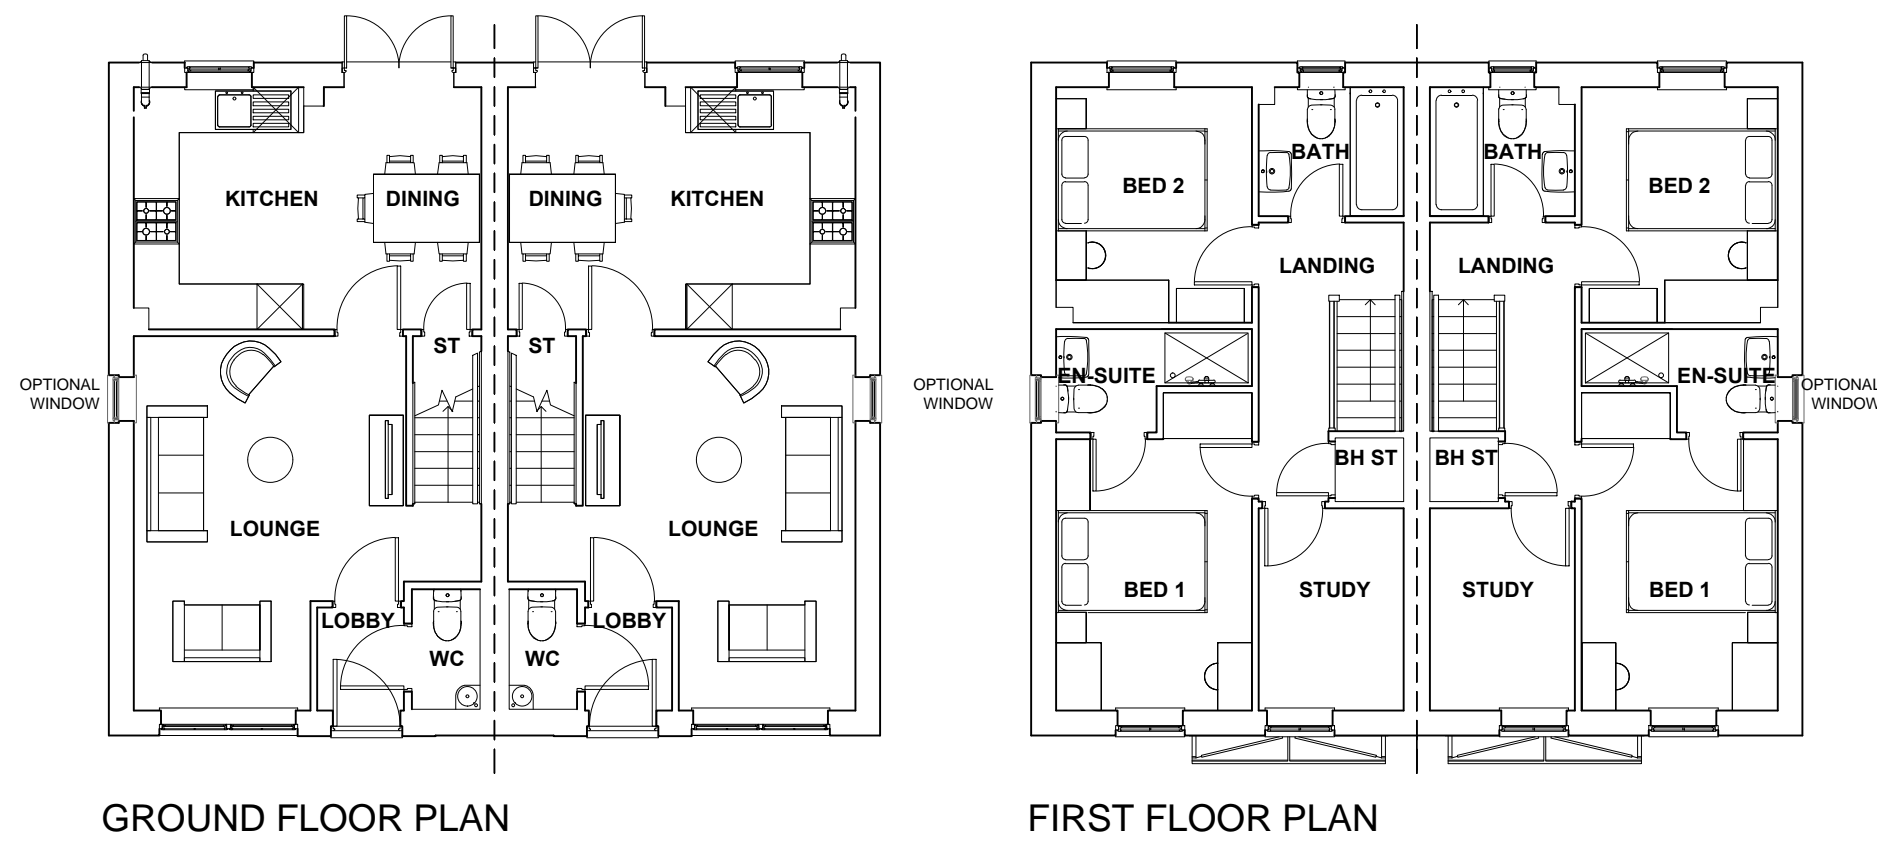 KITCHEN DINING DINING KITCHEN
ST ST
OPTIONAL
WINDOW
OPTIONAL
WINDOW
LOUNGE LOUNGE
LOBBY LOBBY
WC WC
GROUND FLOOR PLAN
BATH BATH
BED 2 BED 2
LANDING LANDING
EN-SUITE EN-SUITE
OPTIONAL
WINDOW
BH ST BH ST
BED 1 STUDY STUDY BED 1
FIRST FLOOR PLAN